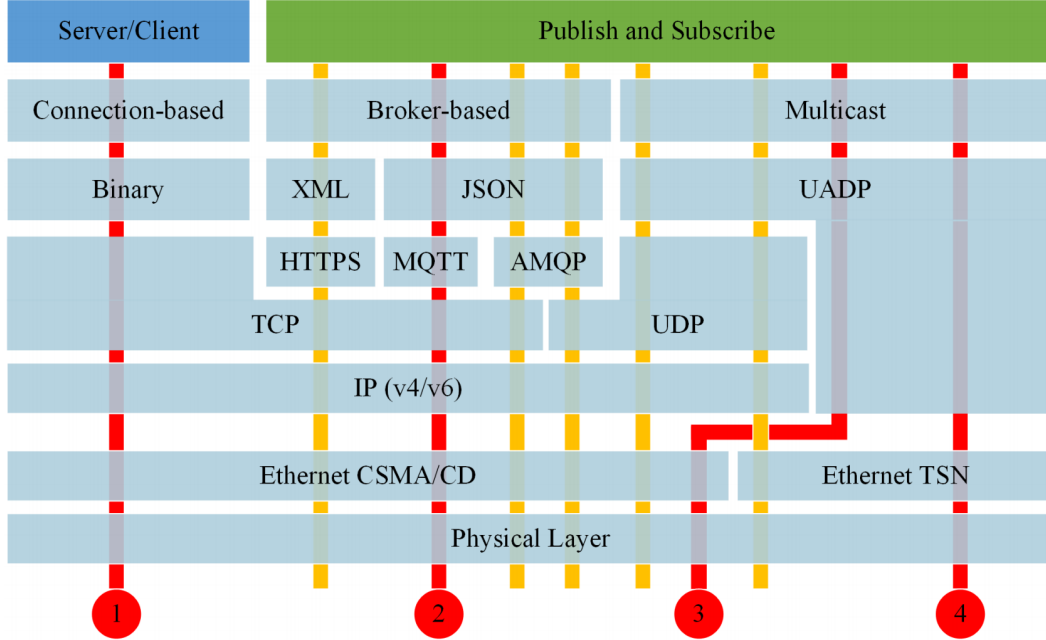 Server/Client
Publish and Subscribe
Connection-based
Broker-based
Multicast
Binary
XML
JSON
UADP
HTTPS
MQTT
AMQP
TCP
UDP
IP (v4/v6)
Ethernet CSMA/CD
Ethernet TSN
Physical Layer
1
2
3
4